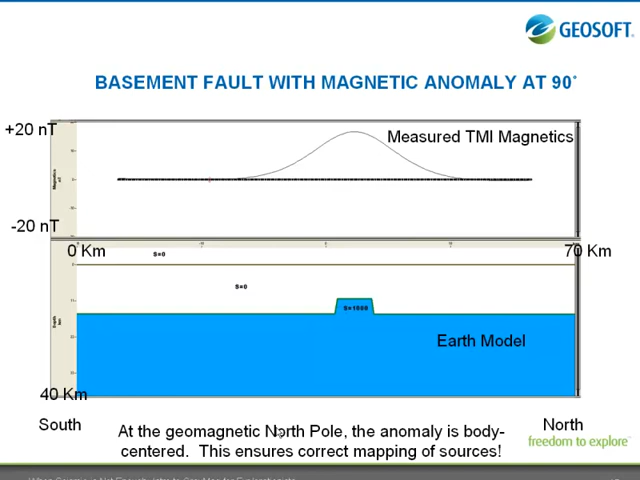 GEOSOFT.
BASEMENT FAULT WITH MAGNETIC ANOMALY AT 90°
+20 nT
Measured TMI Magnetics
-20 nT
0 Km
70 Km
S=0
S=0
S=1000
Earth Model
40 Km
South
North
At the geomagnetic North Pole, the anomaly is body-
centered. This ensures correct mapping of sources!
freedom to explore